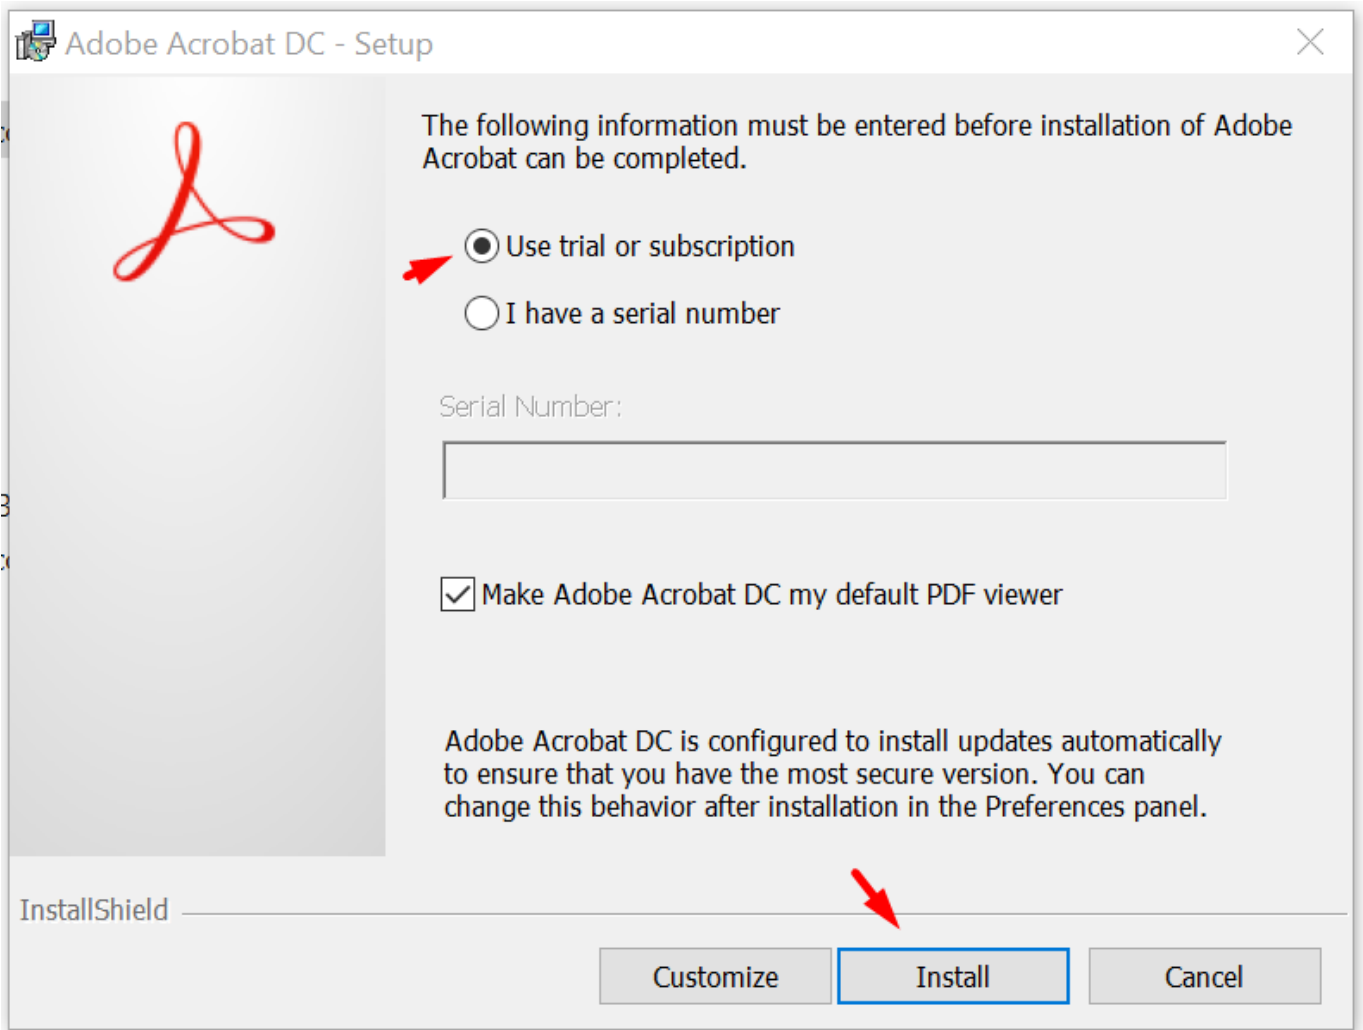 Adobe Acrobat DC - Setup
The following information must be entered before installation of Adobe
Acrobat can be completed.
Use trial or subscription
I have a serial number
Serial Number:
Make Adobe Acrobat DC my default PDF viewer
Adobe Acrobat DC is configured to install updates automatically
to ensure that you have the most secure version. You can
change this behavior after installation in the Preferences panel.
InstallShield
Customize
Install
Cancel